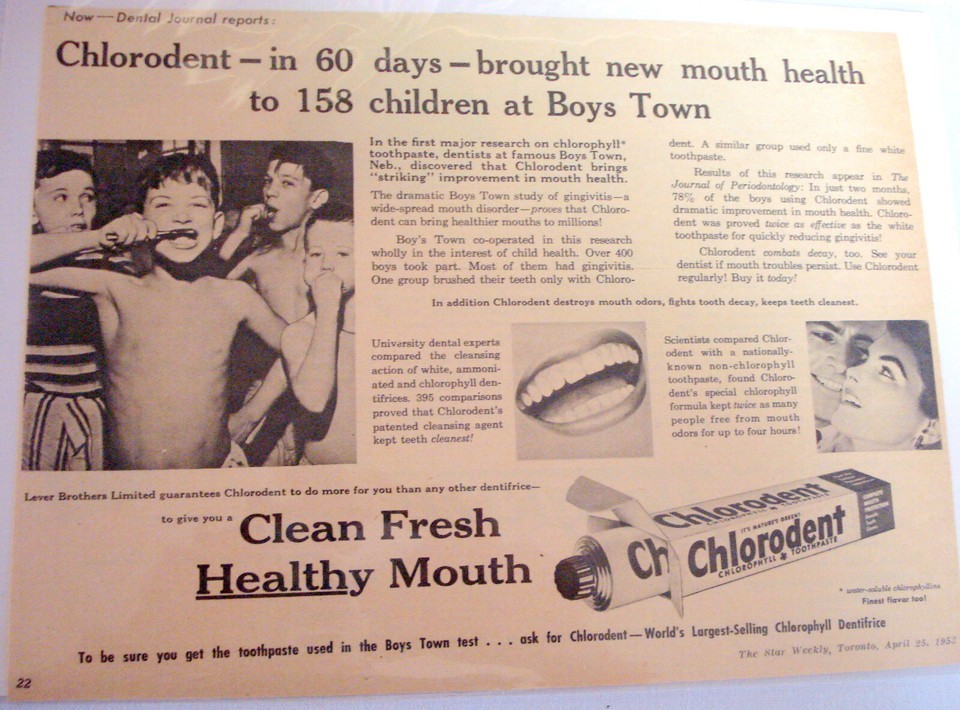 Now — Dental Journal reports:
Chlorodent – in 60 days – brought new mouth health
to 158 children at Boys Town
In the first major research on chlorophyll*
toothpaste, dentists at famous Boys Town,
Neb., discovered that Chlorodent brings
"striking" improvement in mouth health.
The dramatic Boys Town study of gingivitis—a
wide-spread mouth disorder—proves that Chloro-
dent can bring healthier mouths to millions!
Boy's Town co-operated in this research
wholly in the interest of child health. Over 400
boys took part. Most of them had gingivitis.
One group brushed their teeth only with Chloro-
dent. A similar group used only a fine white
toothpaste.
Results of this research appear in The
Journal of Periodontology: In just two months,
78% of the boys using Chlorodent showed
dramatic improvement in mouth health. Chloro-
dent was proved twice as effective as the white
toothpaste for quickly reducing gingivitis!
Chlorodent combats decay, too. See your
dentist if mouth troubles persist. Use Chlorodent
regularly! Buy it today!
In addition Chlorodent destroys mouth odors, fights tooth decay, keeps teeth cleanest.
University dental experts
compared the cleansing
action of white, ammoni-
ated and chlorophyll den-
tifrices. 395 comparisons
proved that Chlorodent's
patented cleansing agent
kept teeth cleanest!
Scientists compared Chlor-
odent with a nationally-
known non-chlorophyll
toothpaste, found Chloro-
dent's special chlorophyll
formula kept twice as many
people free from mouth
odors for up to four hours!
Lever Brothers Limited guarantees Chlorodent to do more for you than any other dentifrice—
to give you a Clean Fresh
Healthy Mouth
Chlorodent
Ch
IT'S NATURE'S GREEN!
Chlorodent
CHLOROPHYLL TOOTHPASTE
* water-soluble chlorophyllins
Finest flavor too!
To be sure you get the toothpaste used in the Boys Town test . . . ask for Chlorodent—World's Largest-Selling Chlorophyll Dentifrice
The Star Weekly, Toronto, April 25, 1952
22